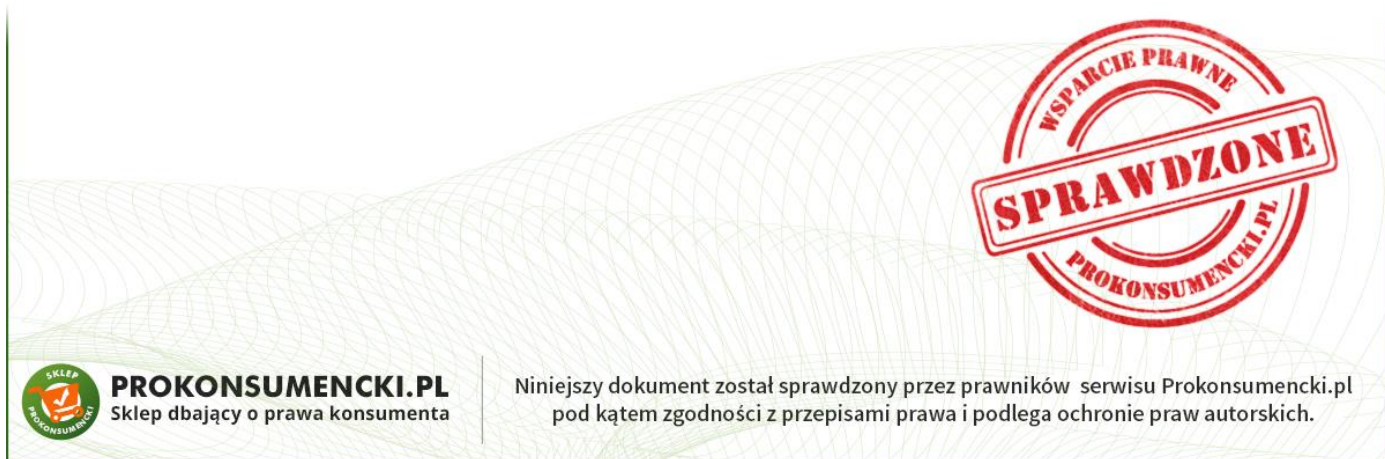 WSPARCIE PRAWNE
SPRAWDZONE
PROKONSUMENCKI.PL
SKLEP
PROKONSUMENCKI
PROKONSUMENCKI.PL
Sklep dbający o prawa konsumenta
Niniejszy dokument został sprawdzony przez prawników serwisu Prokonsumencki.pl
pod kątem zgodności z przepisami prawa i podlega ochronie praw autorskich.